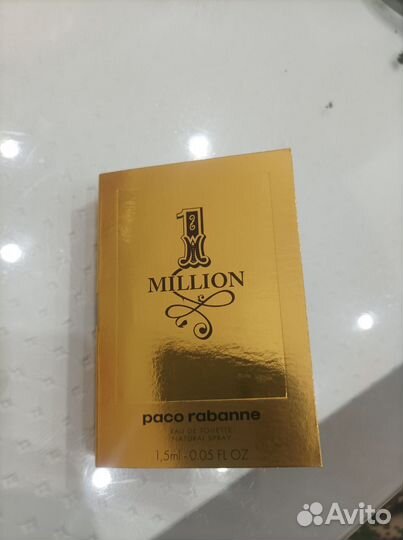 1
MILLION
paco rabanne
EAU DE TOILETTE
NATURAL SPRAY
1,5ml - 0.05 FL OZ
Avito